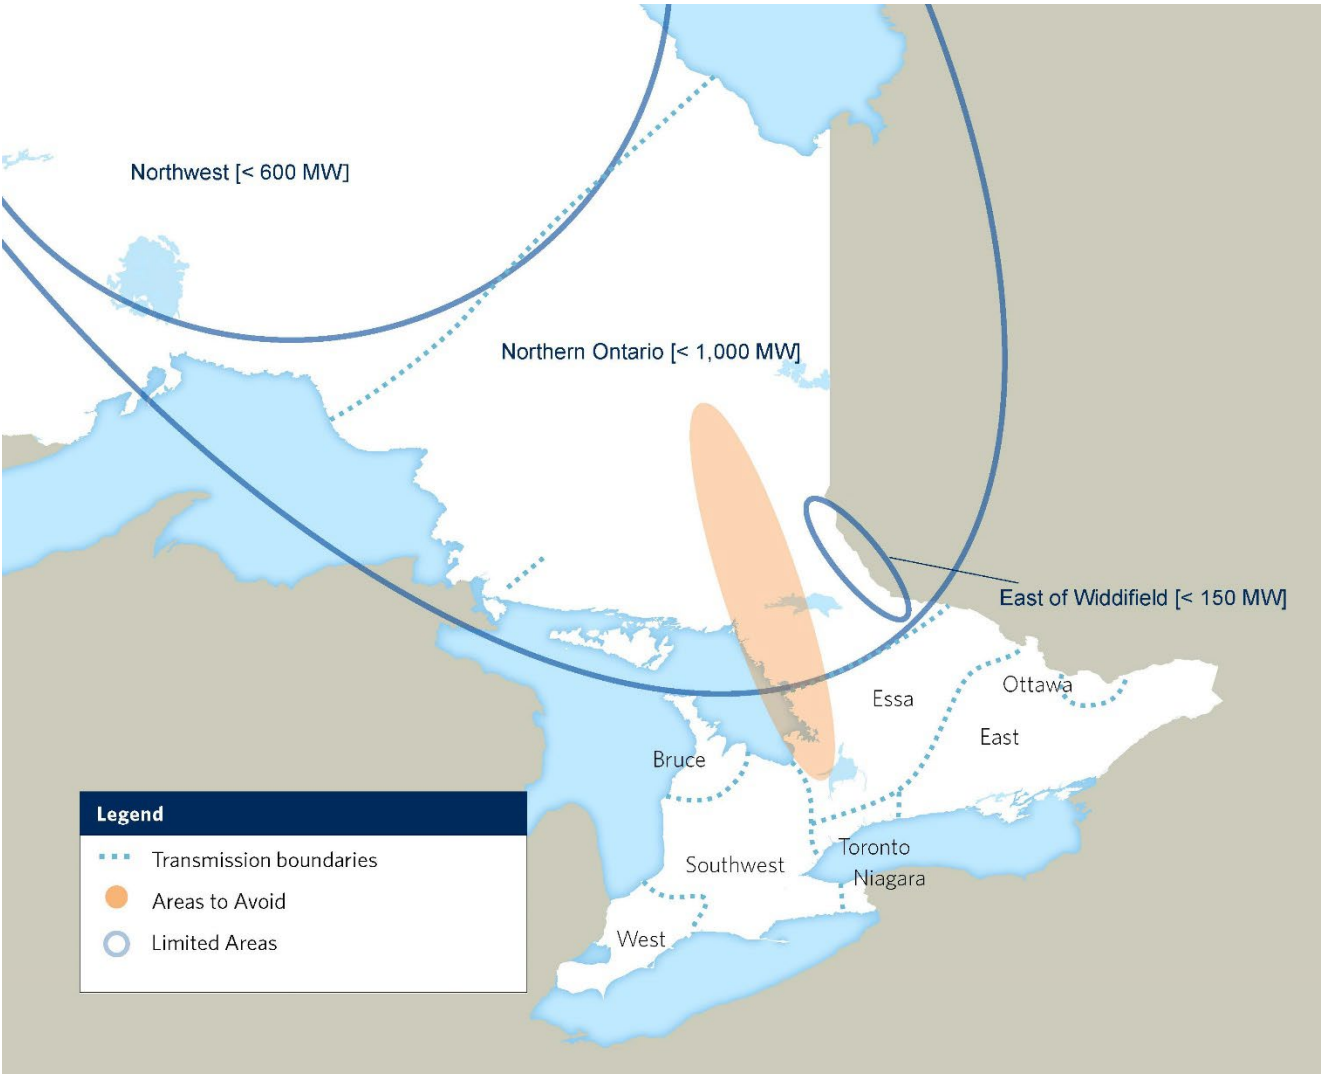 Northwest [< 600 MW]
Northern Ontario [< 1,000 MW]
East of Widdifield [< 150 MW]
Essa
Ottawa
East
Bruce
Toronto
Southwest
Niagara
West
Legend
Transmission boundaries
Areas to Avoid
Limited Areas